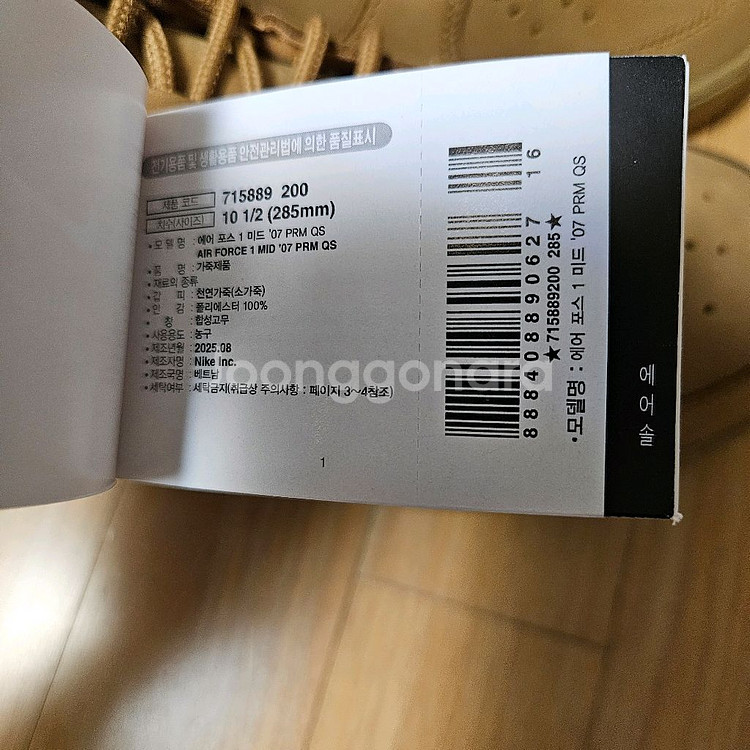 전기용품 및 생활용품 안전관리법에 의한 품질표시
제품 코드 715889 200
치수(사이즈) 10 1/2 (285mm)
• 모 델 명 : 에어 포스 1 미드 '07 PRM QS
AIR FORCE 1 MID '07 PRM QS
• 품 명 : 가죽제품
• 재료의 종류
• 갑 피 : 천연가죽(소가죽)
• 안 감 : 폴리에스터 100%
• 창 : 합성고무
• 사용용도 : 농구
• 제조년월 : 2025.08
• 제조자명 : Nike Inc.
• 제조국명 : 베트남
• 세탁여부 : 세탁금지(취급상 주의사항 : 페이지 3~4참조)
1
888408890627 16
★715889200 285★
• 모델명 : 에어 포스 1 미드 '07 PRM QS
에어솔
joonggonara